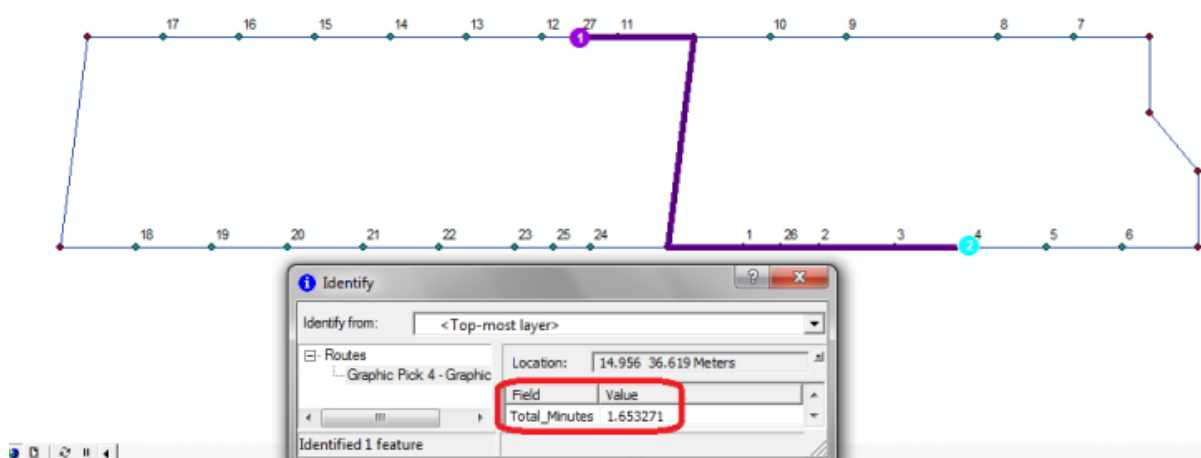 17 16 15 14 13 12 27 11 10 9 8 7
1
18 19 20 21 22 23 25 24 1 26 2 3 4 5 6
2
Identify
Identify from: <Top-most layer>
Routes
Location: 14.956 36.619 Meters
Graphic Pick 4 - Graphic
Field Value
Total_Minutes 1.653271
Identified 1 feature